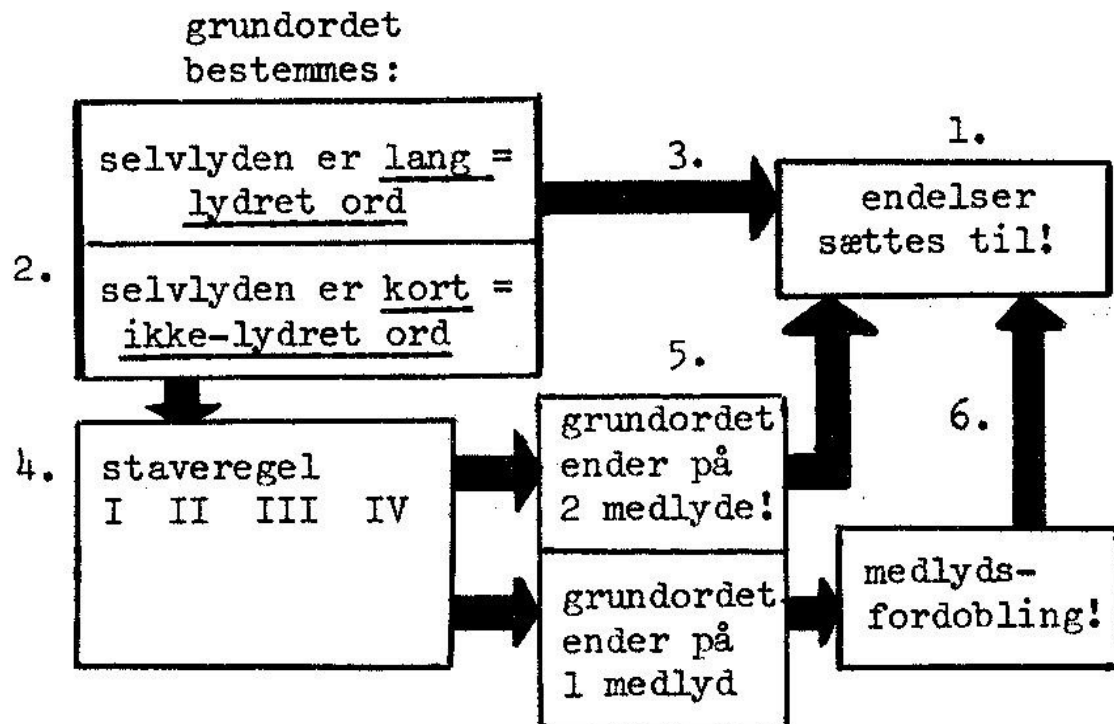 grundordet
bestemmes:
selvlyden er lang =
lydret ord
2.
selvlyden er kort =
ikke-lydret ord
3.
1.
endelser
sættes til!
4.
staveregel
I II III IV
5.
grundordet
ender på
2 medlyde!
grundordet
ender på
1 medlyd
6.
medlyds-
fordobling!